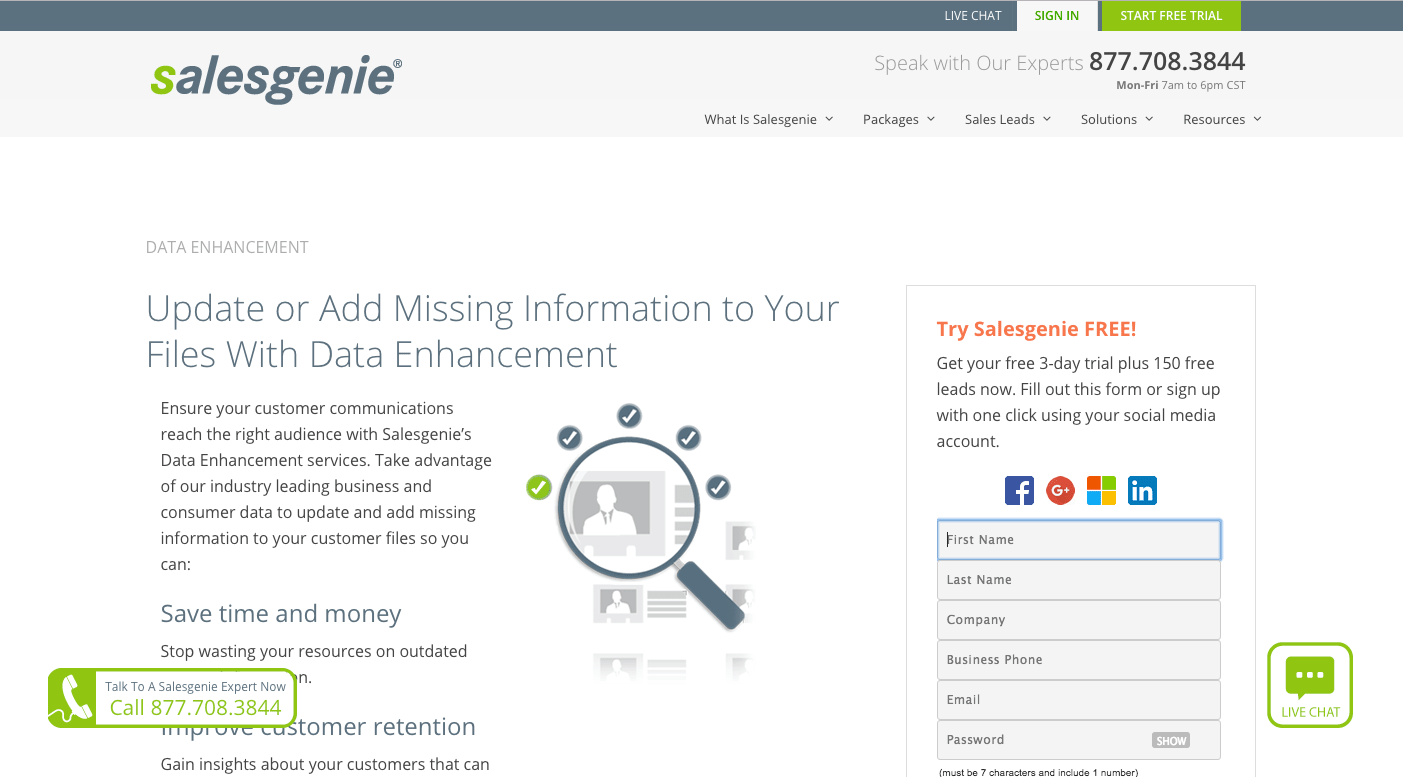 LIVE CHAT
SIGN IN
START FREE TRIAL
salesgenie®
Speak with Our Experts 877.708.3844
Mon-Fri 7am to 6pm CST
What Is Salesgenie
Packages
Sales Leads
Solutions
Resources
DATA ENHANCEMENT
Update or Add Missing Information to Your
Files With Data Enhancement
Ensure your customer communications
reach the right audience with Salesgenie’s
Data Enhancement services. Take advantage
of our industry leading business and
consumer data to update and add missing
information to your customer files so you
can:
Save time and money
Stop wasting your resources on outdated
n.
Talk To A Salesgenie Expert Now
Call 877.708.3844
Improve customer retention
Gain insights about your customers that can
Try Salesgenie FREE!
Get your free 3-day trial plus 150 free
leads now. Fill out this form or sign up
with one click using your social media
account.
f
G+
in
First Name
Last Name
Company
Business Phone
Email
Password
SHOW
(must be 7 characters and include 1 number)
LIVE CHAT